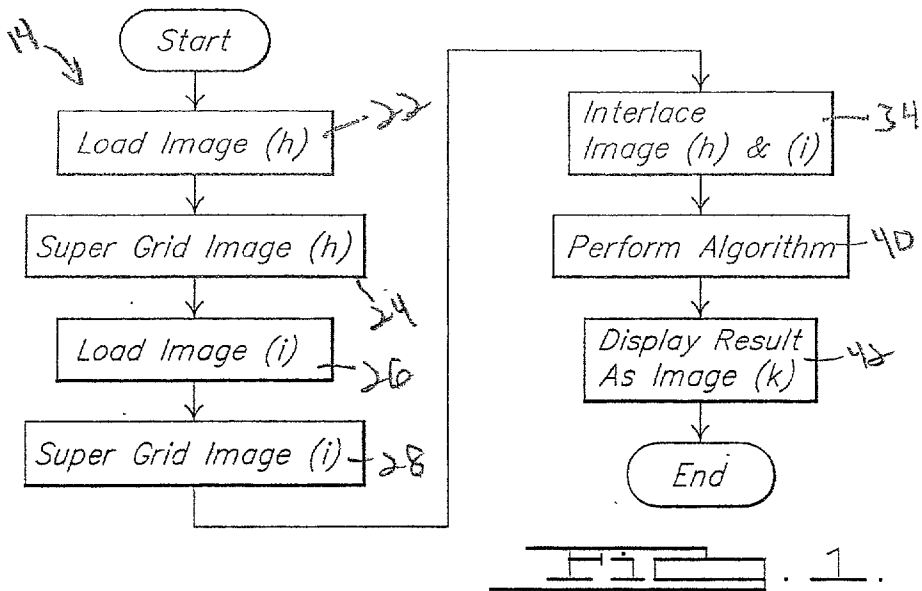 14
Start
Load Image (h)
22
Super Grid Image (h)
24
Load Image (i)
26
Super Grid Image (i)
28
Interlace
Image (h) & (i)
34
Perform Algorithm
40
Display Result
As Image (k)
42
End
Fig. 1.